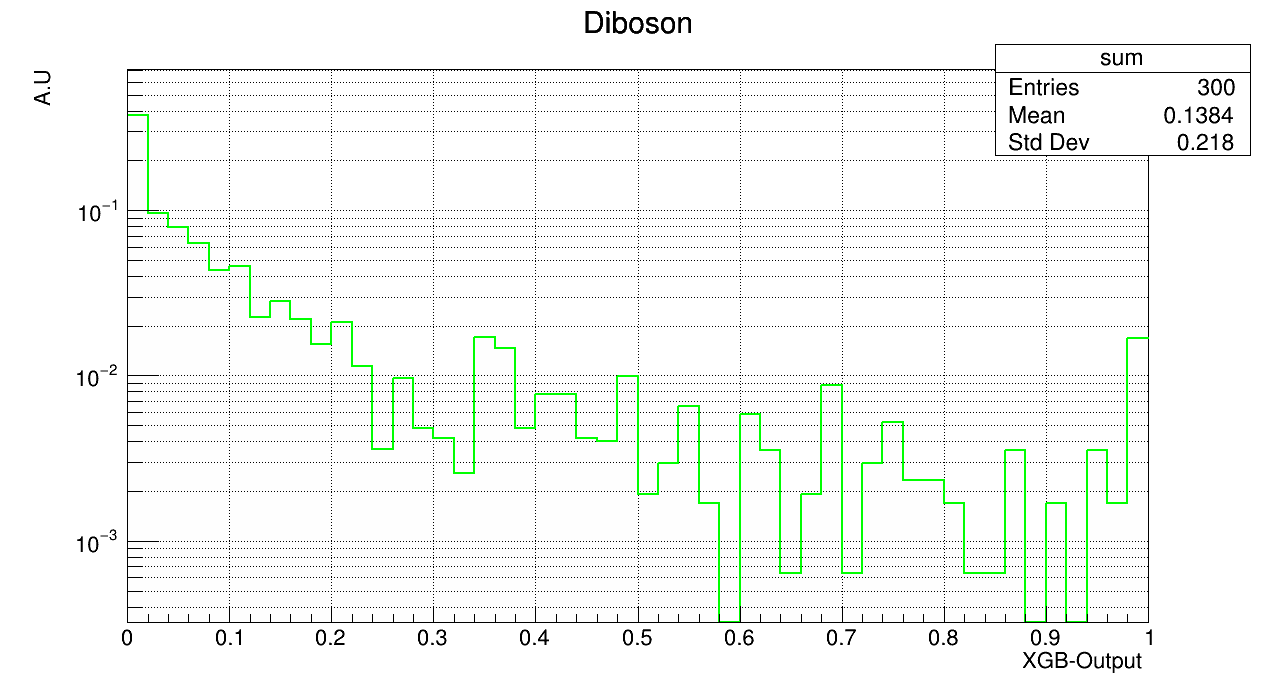 Diboson
sum
Entries 300
Mean 0.1384
Std Dev 0.218
A.U
10⁻¹
10⁻²
10⁻³
0 0.1 0.2 0.3 0.4 0.5 0.6 0.7 0.8 0.9 1
XGB-Output